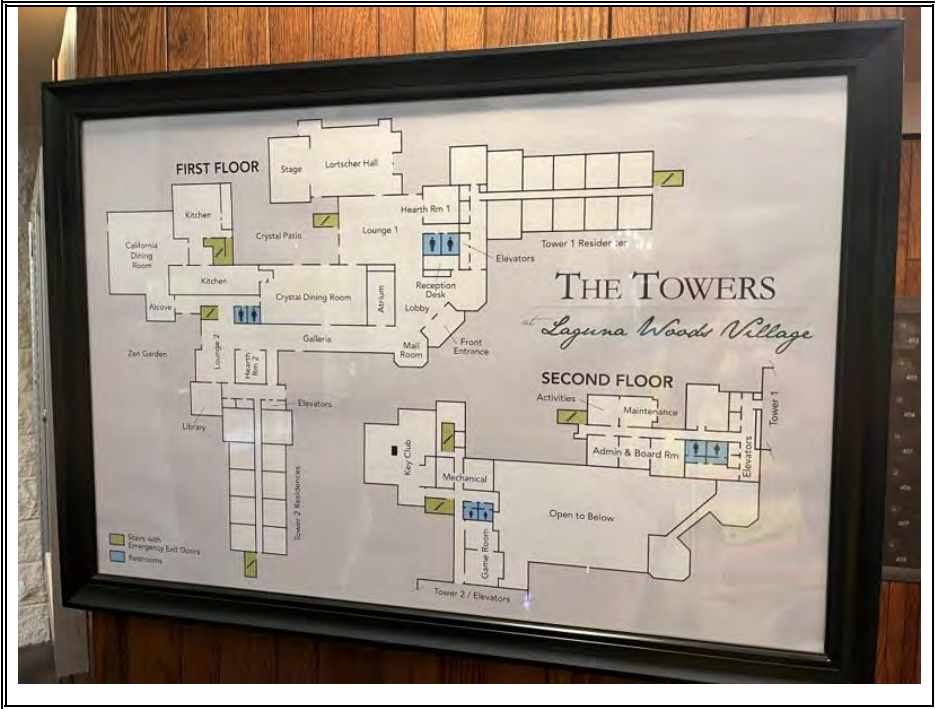 FIRST FLOOR
Stage
Lortscher Hall
Kitchen
Hearth Rm 1
Crystal Patio
Lounge 1
California
Dining
Room
Tower 1
Elevators
Kitchen
Reception
Desk
Crystal Dining Room
Atrium
Lobby
Alcove
Galleria
Mail
Room
Front
Entrance
Zen Garden
Lounge 2
Hearth
Rm 2
Elevators
Library
Tower 2 Residences
Stairs with
Emergency Exit Doors
Restrooms
THE TOWERS
at Laguna Woods Village
SECOND FLOOR
Activities
Maintenance
Tower 1
Admin & Board Rm
Elevators
Key Club
Mechanical
Open to Below
Game Room
Tower 2 / Elevators